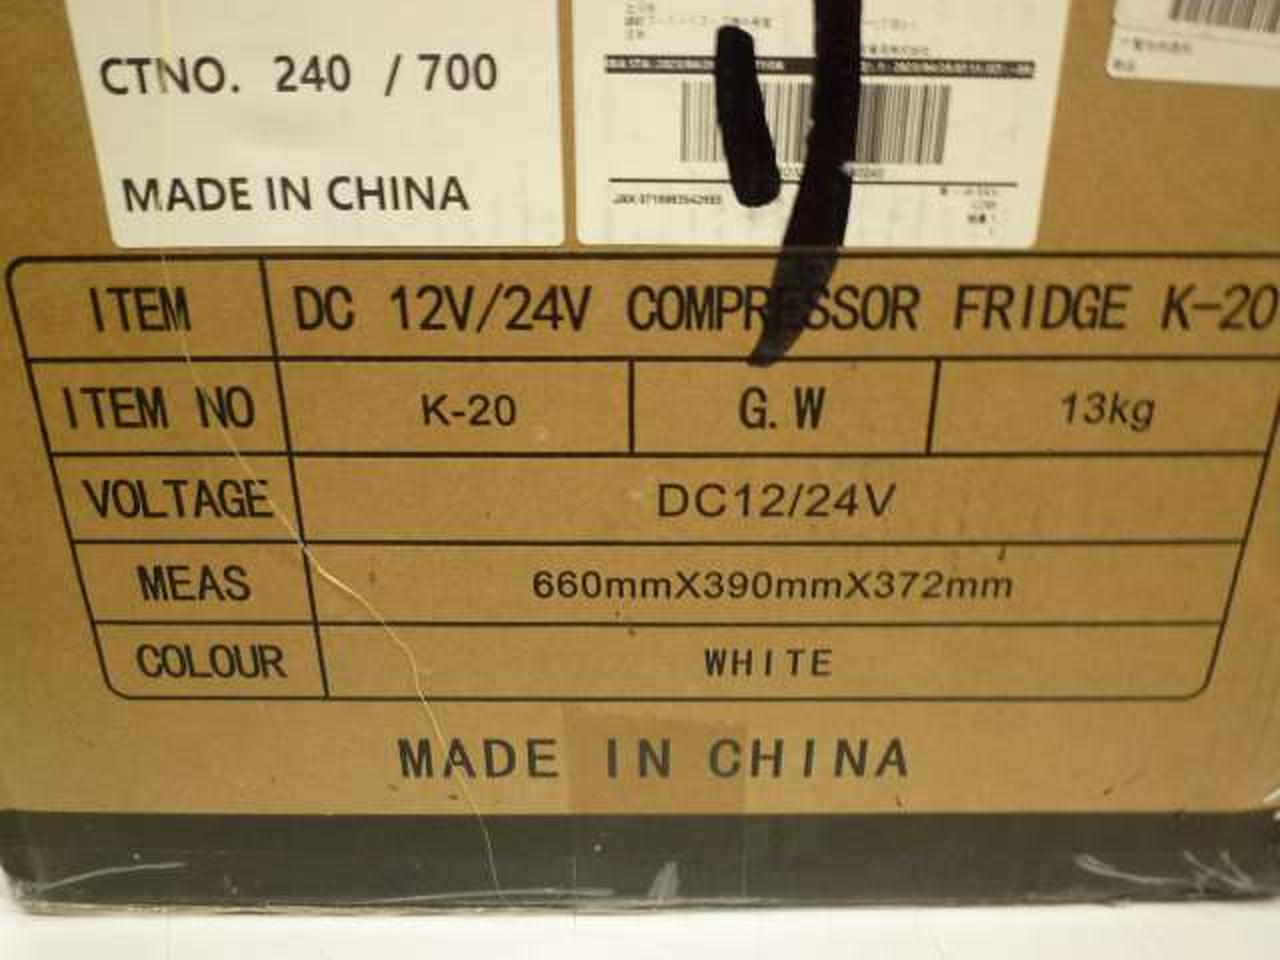 CTNO. 240 / 700
MADE IN CHINA
ITEM DC 12V/24V COMPRESSOR FRIDGE K-20
ITEM NO K-20 G.W 13kg
VOLTAGE DC12/24V
MEAS 660mmX390mmX372mm
COLOUR WHITE
MADE IN CHINA